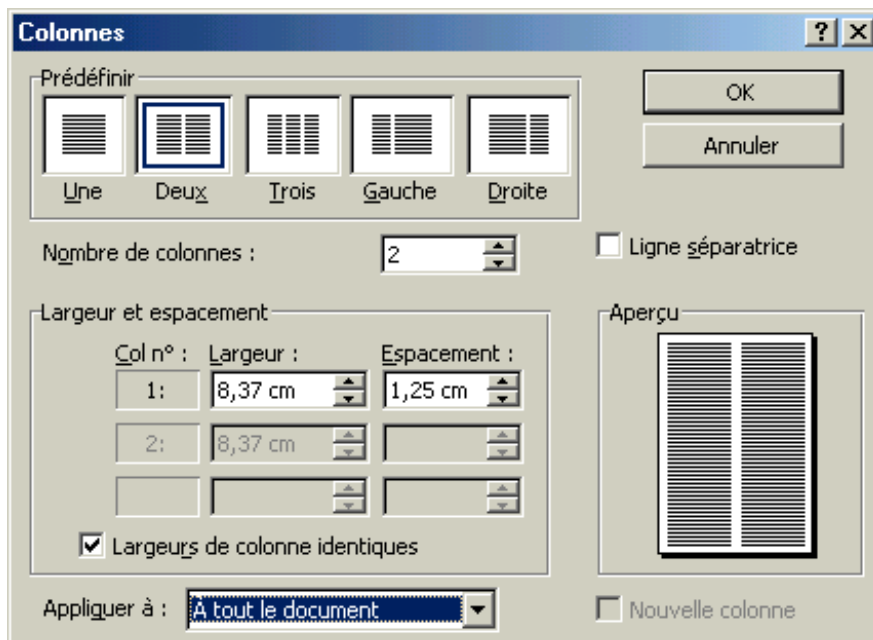 Colonnes
Prédéfinir
Une Deux Trois Gauche Droite
OK
Annuler
Nombre de colonnes : 2
Ligne séparatrice
Largeur et espacement
Col n° : Largeur : Espacement :
1: 8,37 cm 1,25 cm
2: 8,37 cm
Largeurs de colonne identiques
Aperçu
Appliquer à : À tout le document
Nouvelle colonne